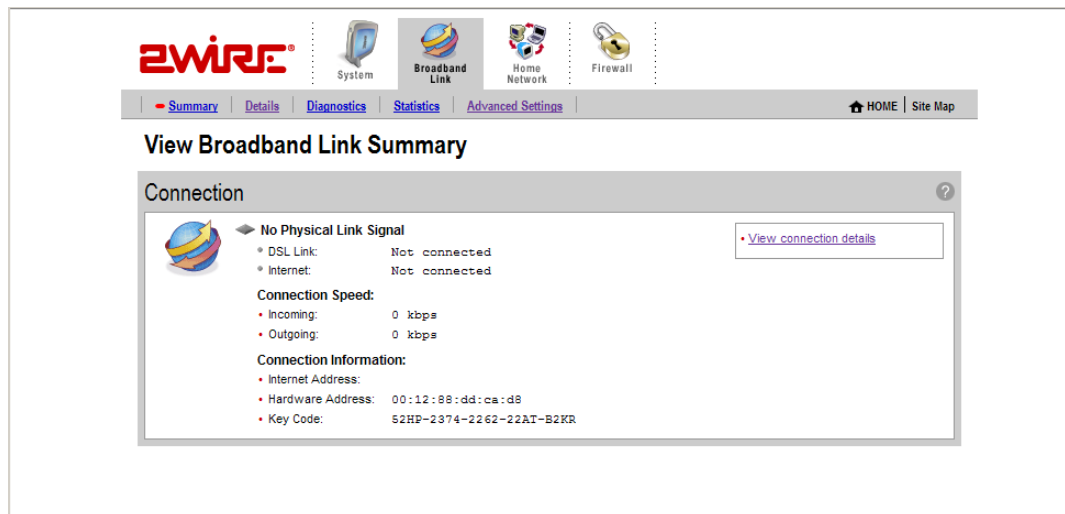 2WIRE®
System
Broadband Link
Home Network
Firewall
Summary Details Diagnostics Statistics Advanced Settings HOME Site Map
View Broadband Link Summary
Connection ?
No Physical Link Signal
View connection details
DSL Link: Not connected
Internet: Not connected
Connection Speed:
Incoming: 0 kbps
Outgoing: 0 kbps
Connection Information:
Internet Address:
Hardware Address: 00:12:88:dd:ca:d8
Key Code: 52HP-2374-2262-22AT-B2KR